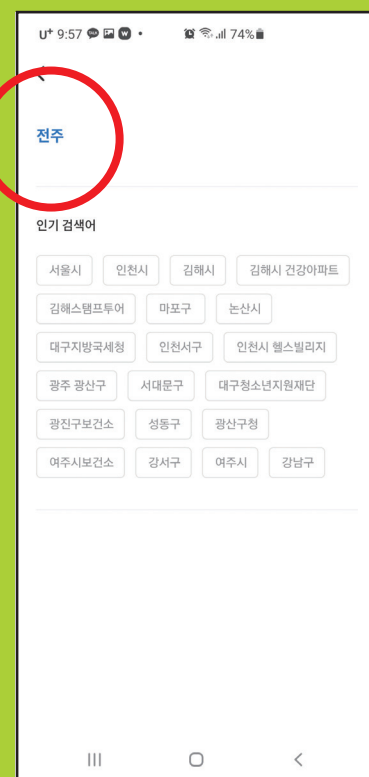 U+ 9:57 74%
전주
인기 검색어
서울시 인천시 김해시 김해시 건강아파트
김해스탬프투어 마포구 논산시
대구지방국세청 인천서구 인천시 헬스빌리지
광주 광산구 서대문구 대구청소년지원재단
광진구보건소 성동구 광산구청
여주시보건소 강서구 여주시 강남구